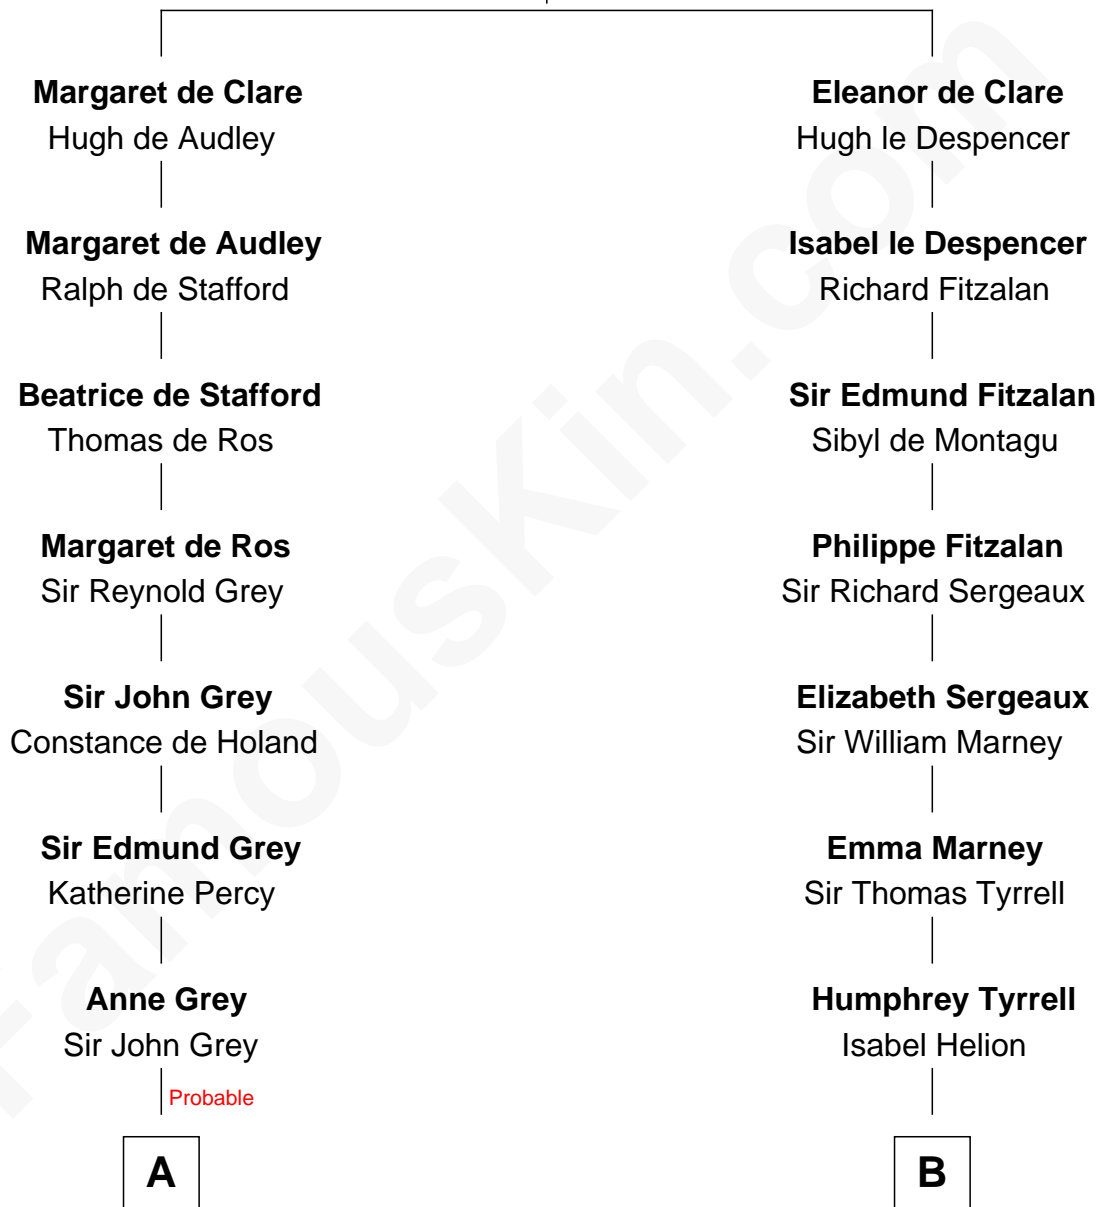 Margaret de Clare
Hugh de Audley
Eleanor de Clare
Hugh le Despencer
Margaret de Audley
Ralph de Stafford
Isabel le Despencer
Richard Fitzalan
Beatrice de Stafford
Thomas de Ros
Sir Edmund Fitzalan
Sibyl de Montagu
Margaret de Ros
Sir Reynold Grey
Philippe Fitzalan
Sir Richard Sergeaux
Sir John Grey
Constance de Holand
Elizabeth Sergeaux
Sir William Marney
Sir Edmund Grey
Katherine Percy
Emma Marney
Sir Thomas Tyrrell
Anne Grey
Sir John Grey
Humphrey Tyrrell
Isabel Helion
Probable
A
B
FamousKin.com